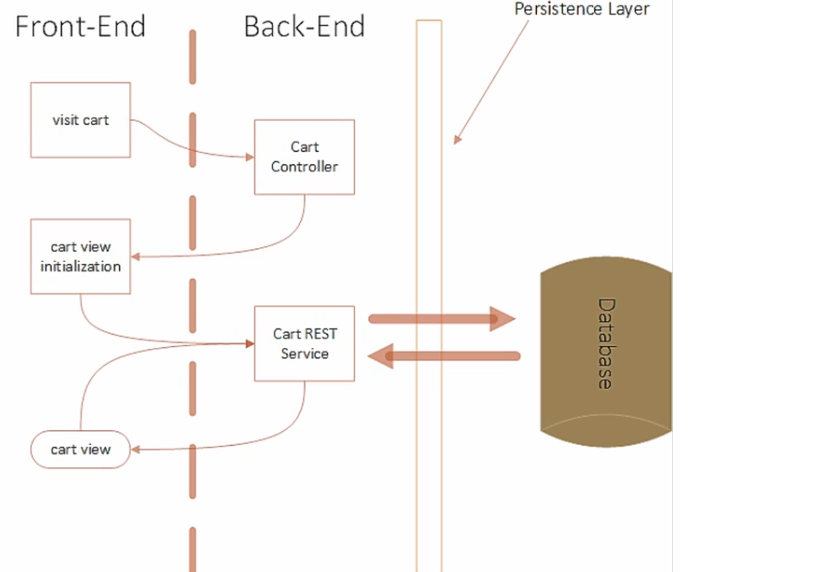 Front-End
Back-End
Persistence Layer
visit cart
Cart
Controller
cart view
initialization
Cart REST
Service
Database
cart view